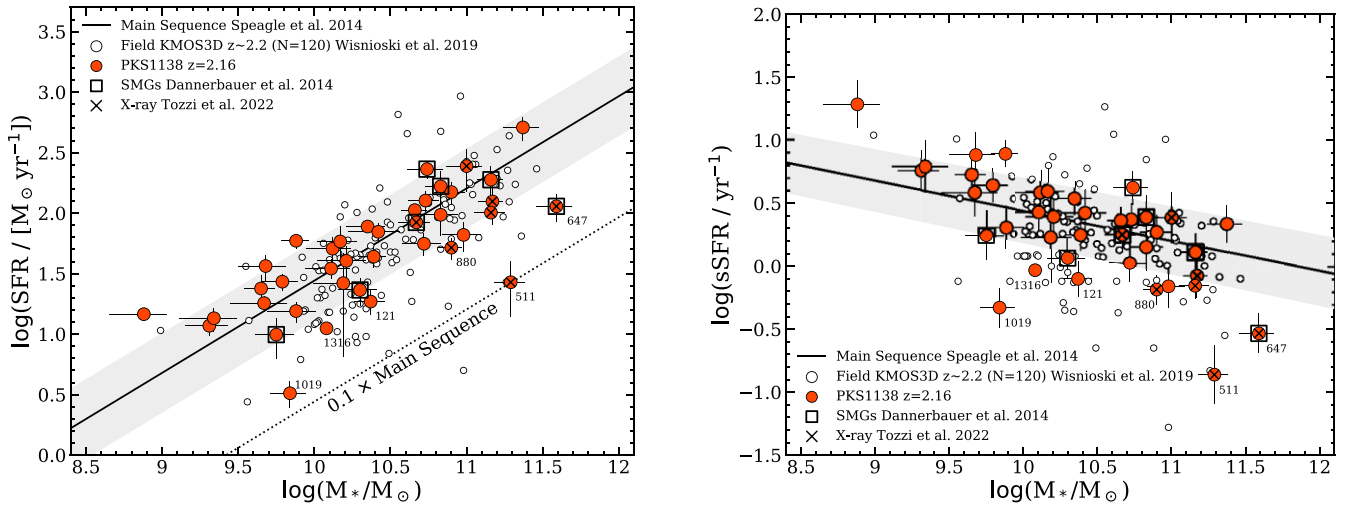 3.5
3.0
2.5
2.0
1.5
1.0
0.5
0.0
log(SFR / [M⊙ yr⁻¹])
Main Sequence Speagle et al. 2014
Field KMOS3D z~2.2 (N=120) Wisnioski et al. 2019
PKS1138 z=2.16
SMGs Dannerbauer et al. 2014
X-ray Tozzi et al. 2022
647
880
511
121
1316
1019
0.1 × Main Sequence
8.5 9.0 9.5 10 10.5 11 11.5 12
log(M*/M⊙)
2.0
1.5
1.0
0.5
0.0
−0.5
−1.0
−1.5
log(sSFR / yr⁻¹)
1316
121
880
1019
647
511
Main Sequence Speagle et al. 2014
Field KMOS3D z~2.2 (N=120) Wisnioski et al. 2019
PKS1138 z=2.16
SMGs Dannerbauer et al. 2014
X-ray Tozzi et al. 2022
8.5 9 9.5 10 10.5 11 11.5 12
log(M*/M⊙)